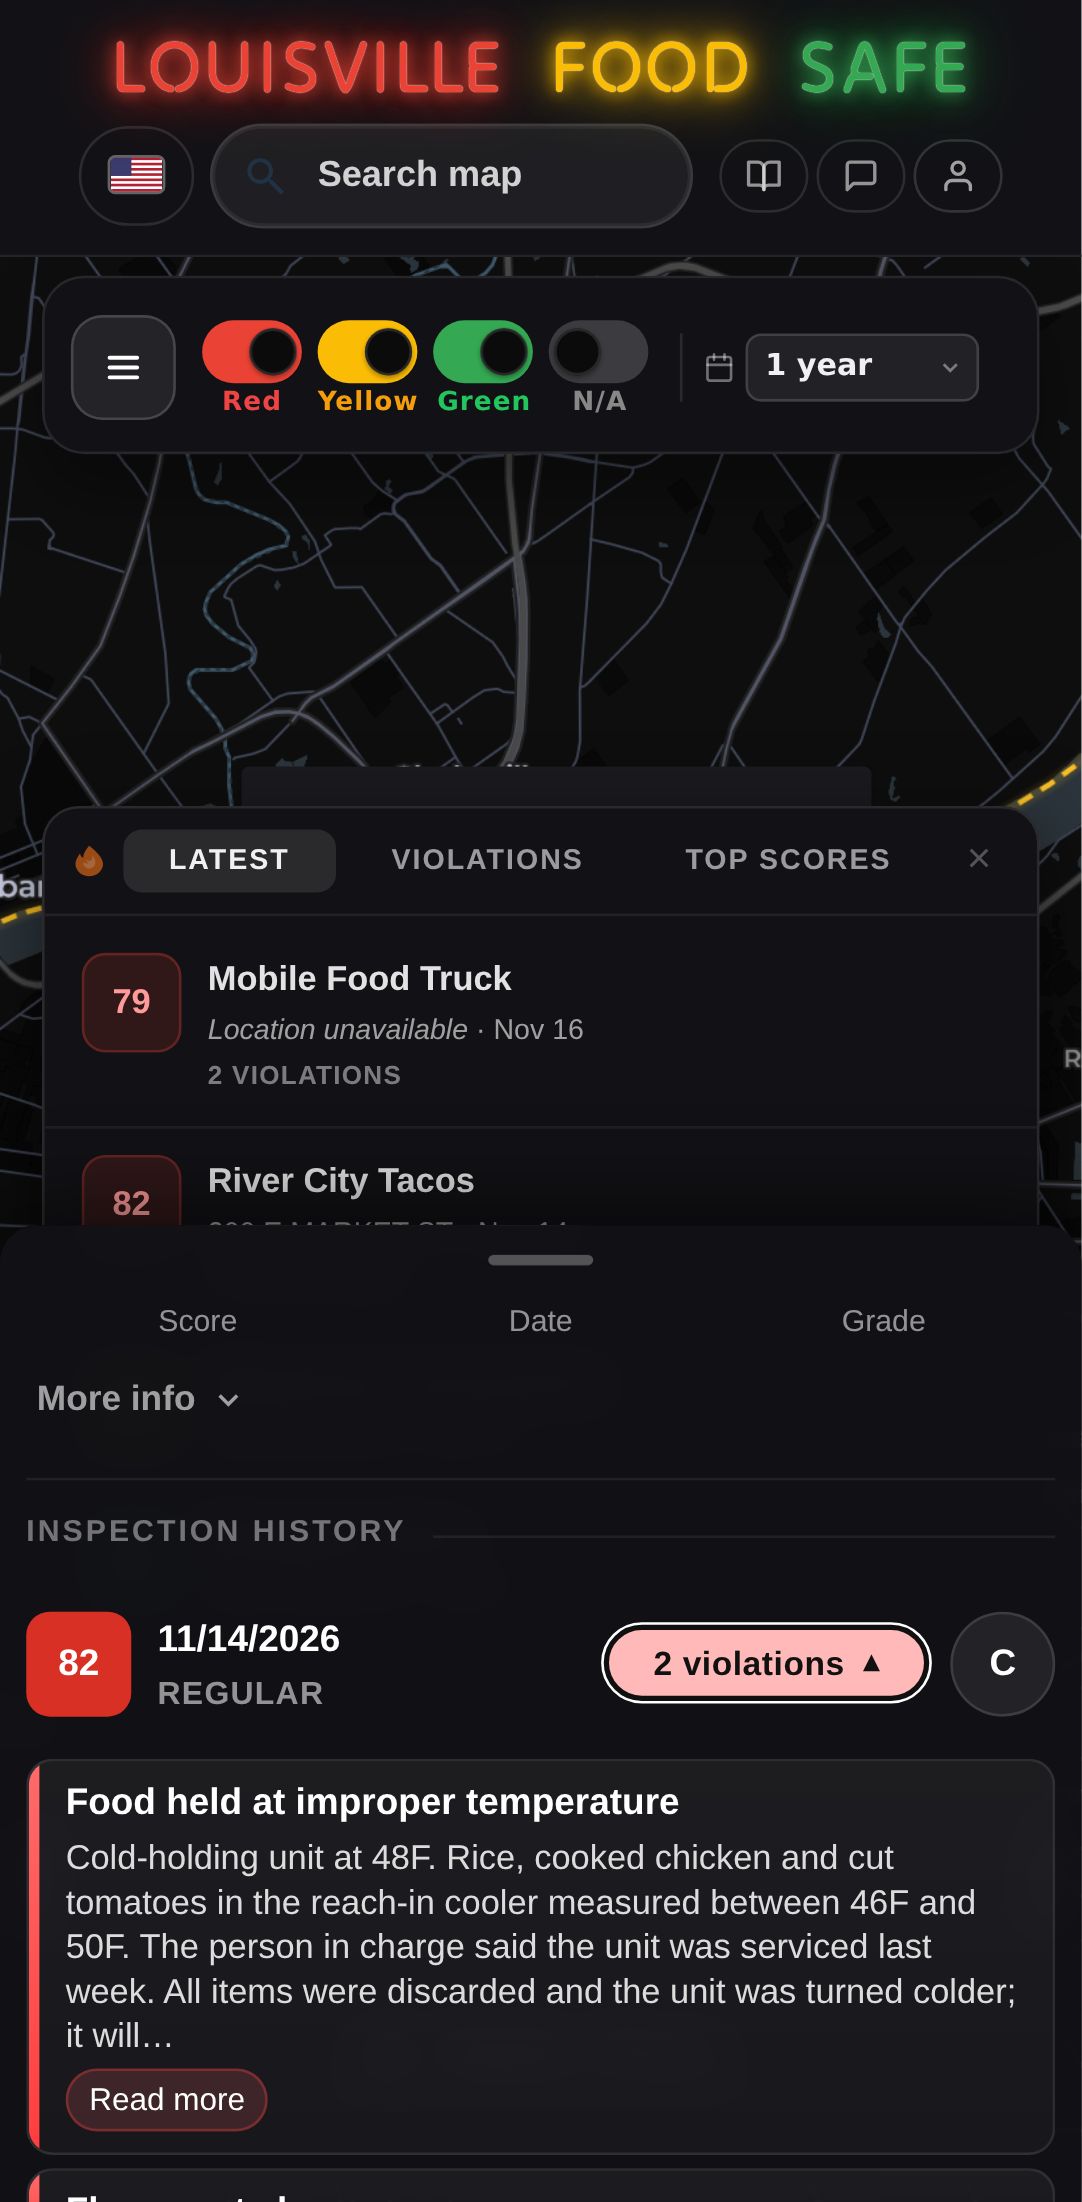 LOUISVILLE FOOD SAFE
Search map
Red Yellow Green N/A
1 year
LATEST VIOLATIONS TOP SCORES ×
79
Mobile Food Truck
Location unavailable · Nov 16
2 VIOLATIONS
82
River City Tacos
Score Date Grade
More info
INSPECTION HISTORY
82
11/14/2026
REGULAR
2 violations ▲
C
Food held at improper temperature
Cold-holding unit at 48F. Rice, cooked chicken and cut
tomatoes in the reach-in cooler measured between 46F and
50F. The person in charge said the unit was serviced last
week. All items were discarded and the unit was turned colder;
it will…
Read more